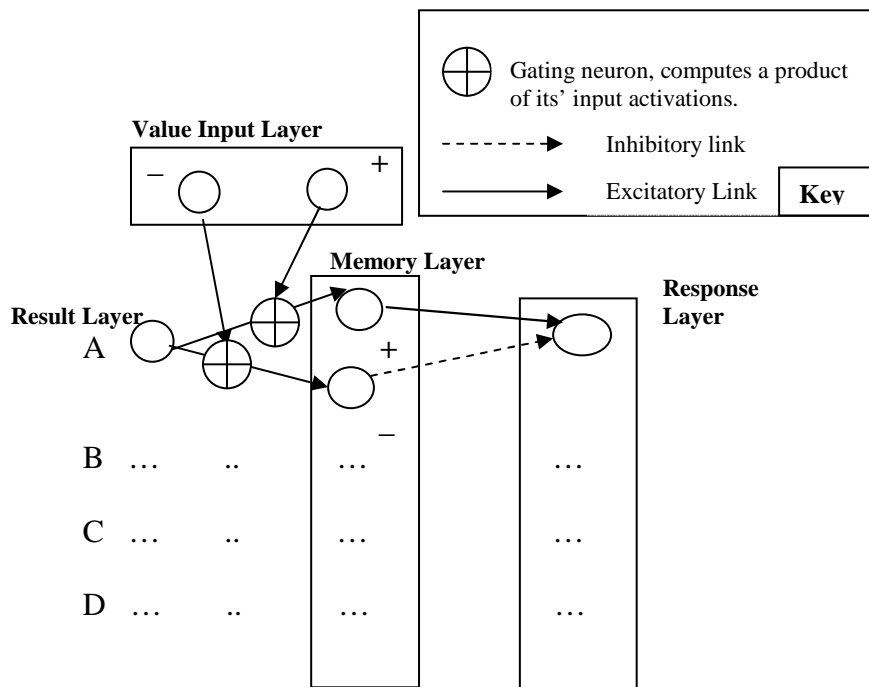 Gating neuron, computes a product
of its' input activations.
Inhibitory link
Excitatory Link
Key
Value Input Layer
– +
Memory Layer
Result Layer
Response
Layer
A
+
–
B … .. … …
C … .. … …
D … .. … …